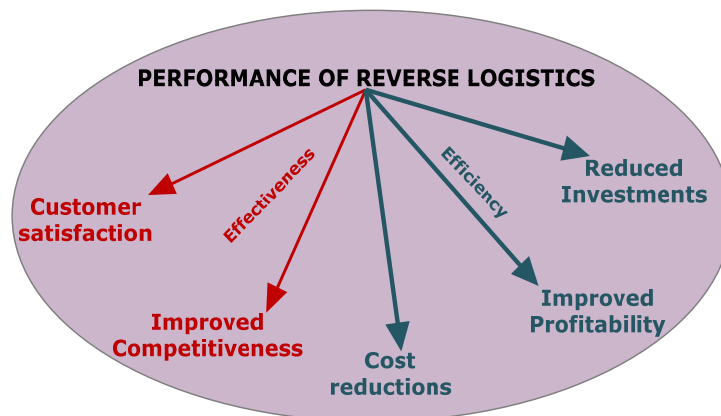 PERFORMANCE OF REVERSE LOGISTICS
Effectiveness
Efficiency
Reduced
Investments
Customer
satisfaction
Improved
Profitability
Improved
Competitiveness
Cost
reductions